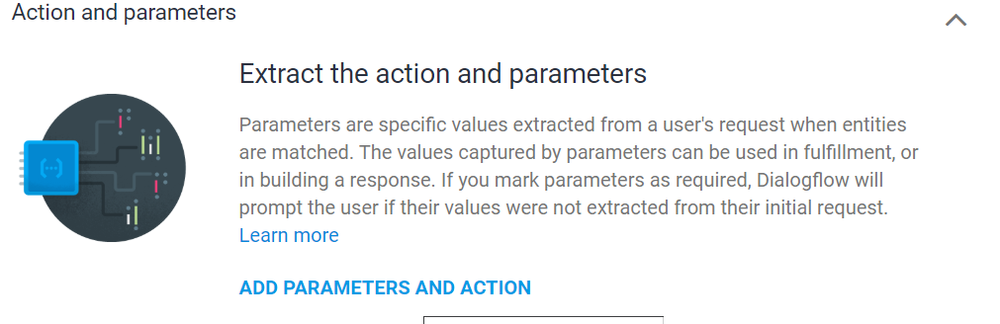 Action and parameters
Extract the action and parameters
Parameters are specific values extracted from a user's request when entities
are matched. The values captured by parameters can be used in fulfillment, or
in building a response. If you mark parameters as required, Dialogflow will
prompt the user if their values were not extracted from their initial request.
Learn more
ADD PARAMETERS AND ACTION